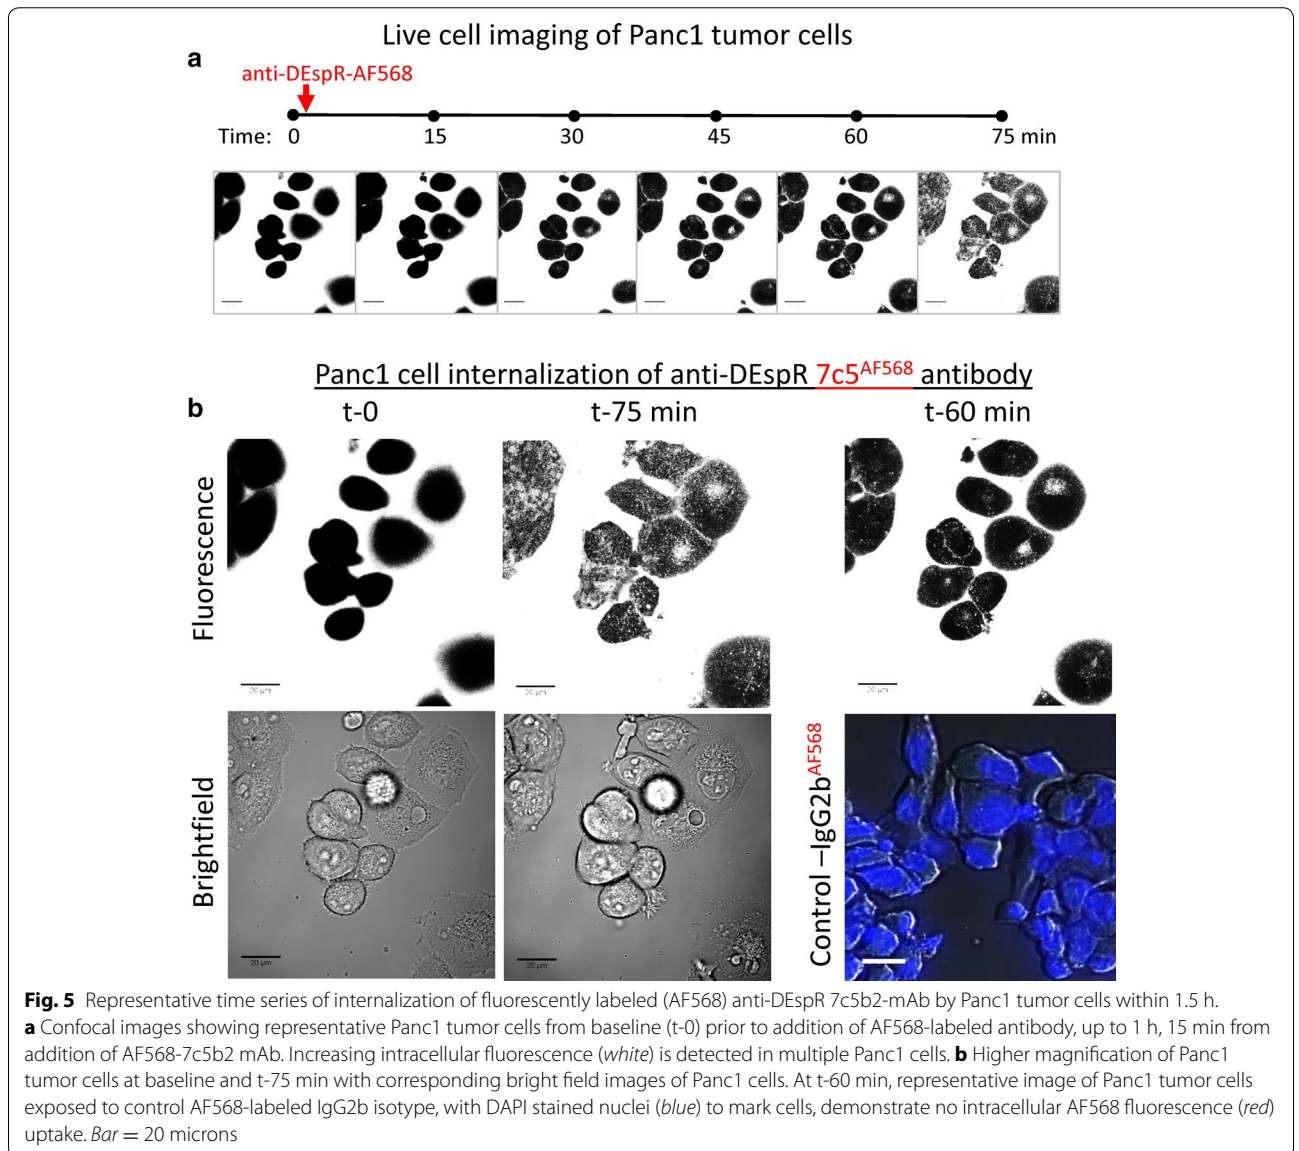 Live cell imaging of Panc1 tumor cells
a
anti-DEspR-AF568
Time: 0 15 30 45 60 75 min
Panc1 cell internalization of anti-DEspR 7c5AF568 antibody
b
t-0 t-75 min t-60 min
Fluorescence
20 µm 20 µm 20 µm
Brightfield
Control –IgG2bAF568
20 µm 20 µm
Fig. 5 Representative time series of internalization of fluorescently labeled (AF568) anti-DEspR 7c5b2-mAb by Panc1 tumor cells within 1.5 h.
a Confocal images showing representative Panc1 tumor cells from baseline (t-0) prior to addition of AF568-labeled antibody, up to 1 h, 15 min from
addition of AF568-7c5b2 mAb. Increasing intracellular fluorescence (white) is detected in multiple Panc1 cells. b Higher magnification of Panc1
tumor cells at baseline and t-75 min with corresponding bright field images of Panc1 cells. At t-60 min, representative image of Panc1 tumor cells
exposed to control AF568-labeled IgG2b isotype, with DAPI stained nuclei (blue) to mark cells, demonstrate no intracellular AF568 fluorescence (red)
uptake. Bar = 20 microns